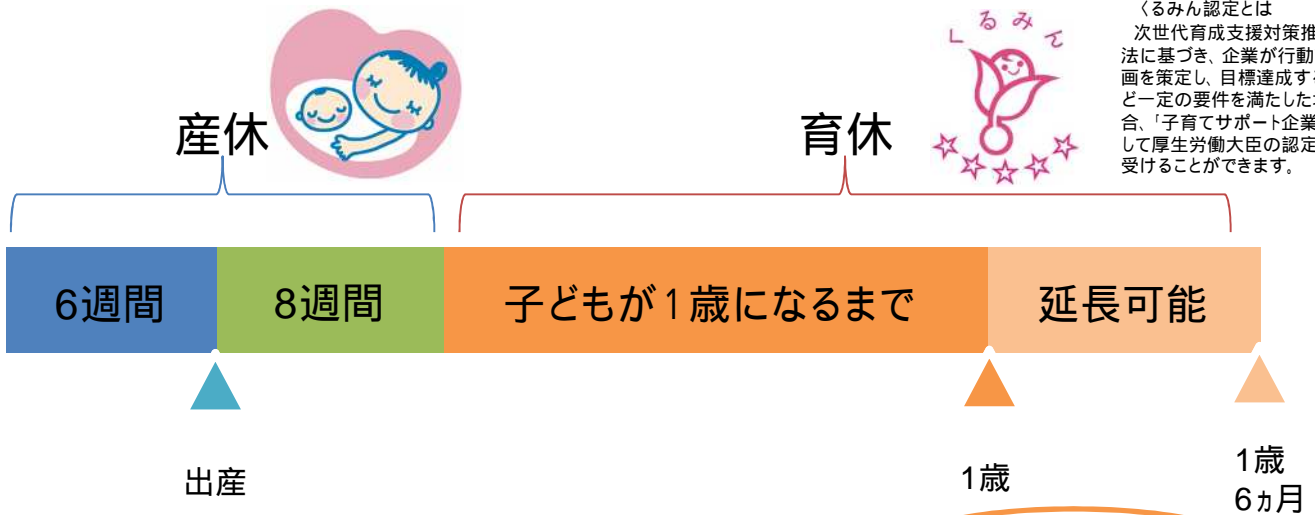 くるみん
くるみん認定とは
次世代育成支援対策推
法に基づき、企業が行動
画を策定し、目標達成す
ど一定の要件を満たした
合、「子育てサポート企業
して厚生労働大臣の認定
受けることができます。
産休
育休
6週間
8週間
子どもが1歳になるまで
延長可能
出産
1歳
1歳
6ヵ月